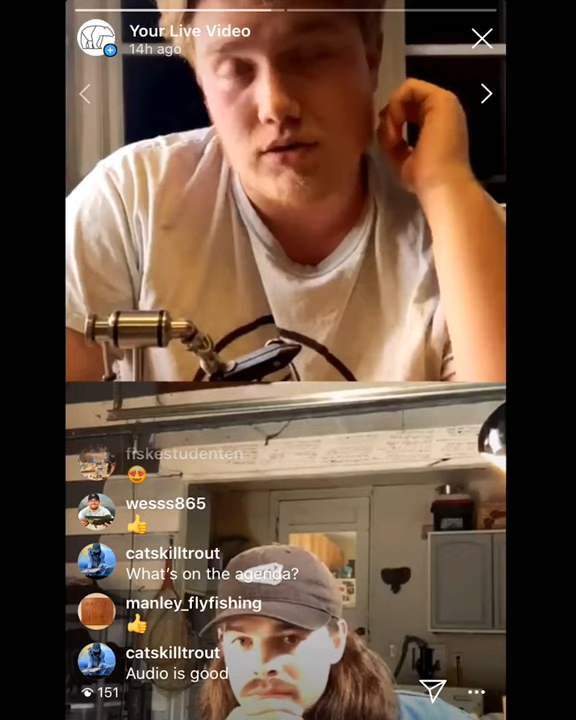 Your Live Video
14h ago
fiskestudenten
wesss865
catskilltrout
What's on the agenda?
manley_flyfishing
catskilltrout
Audio is good
151